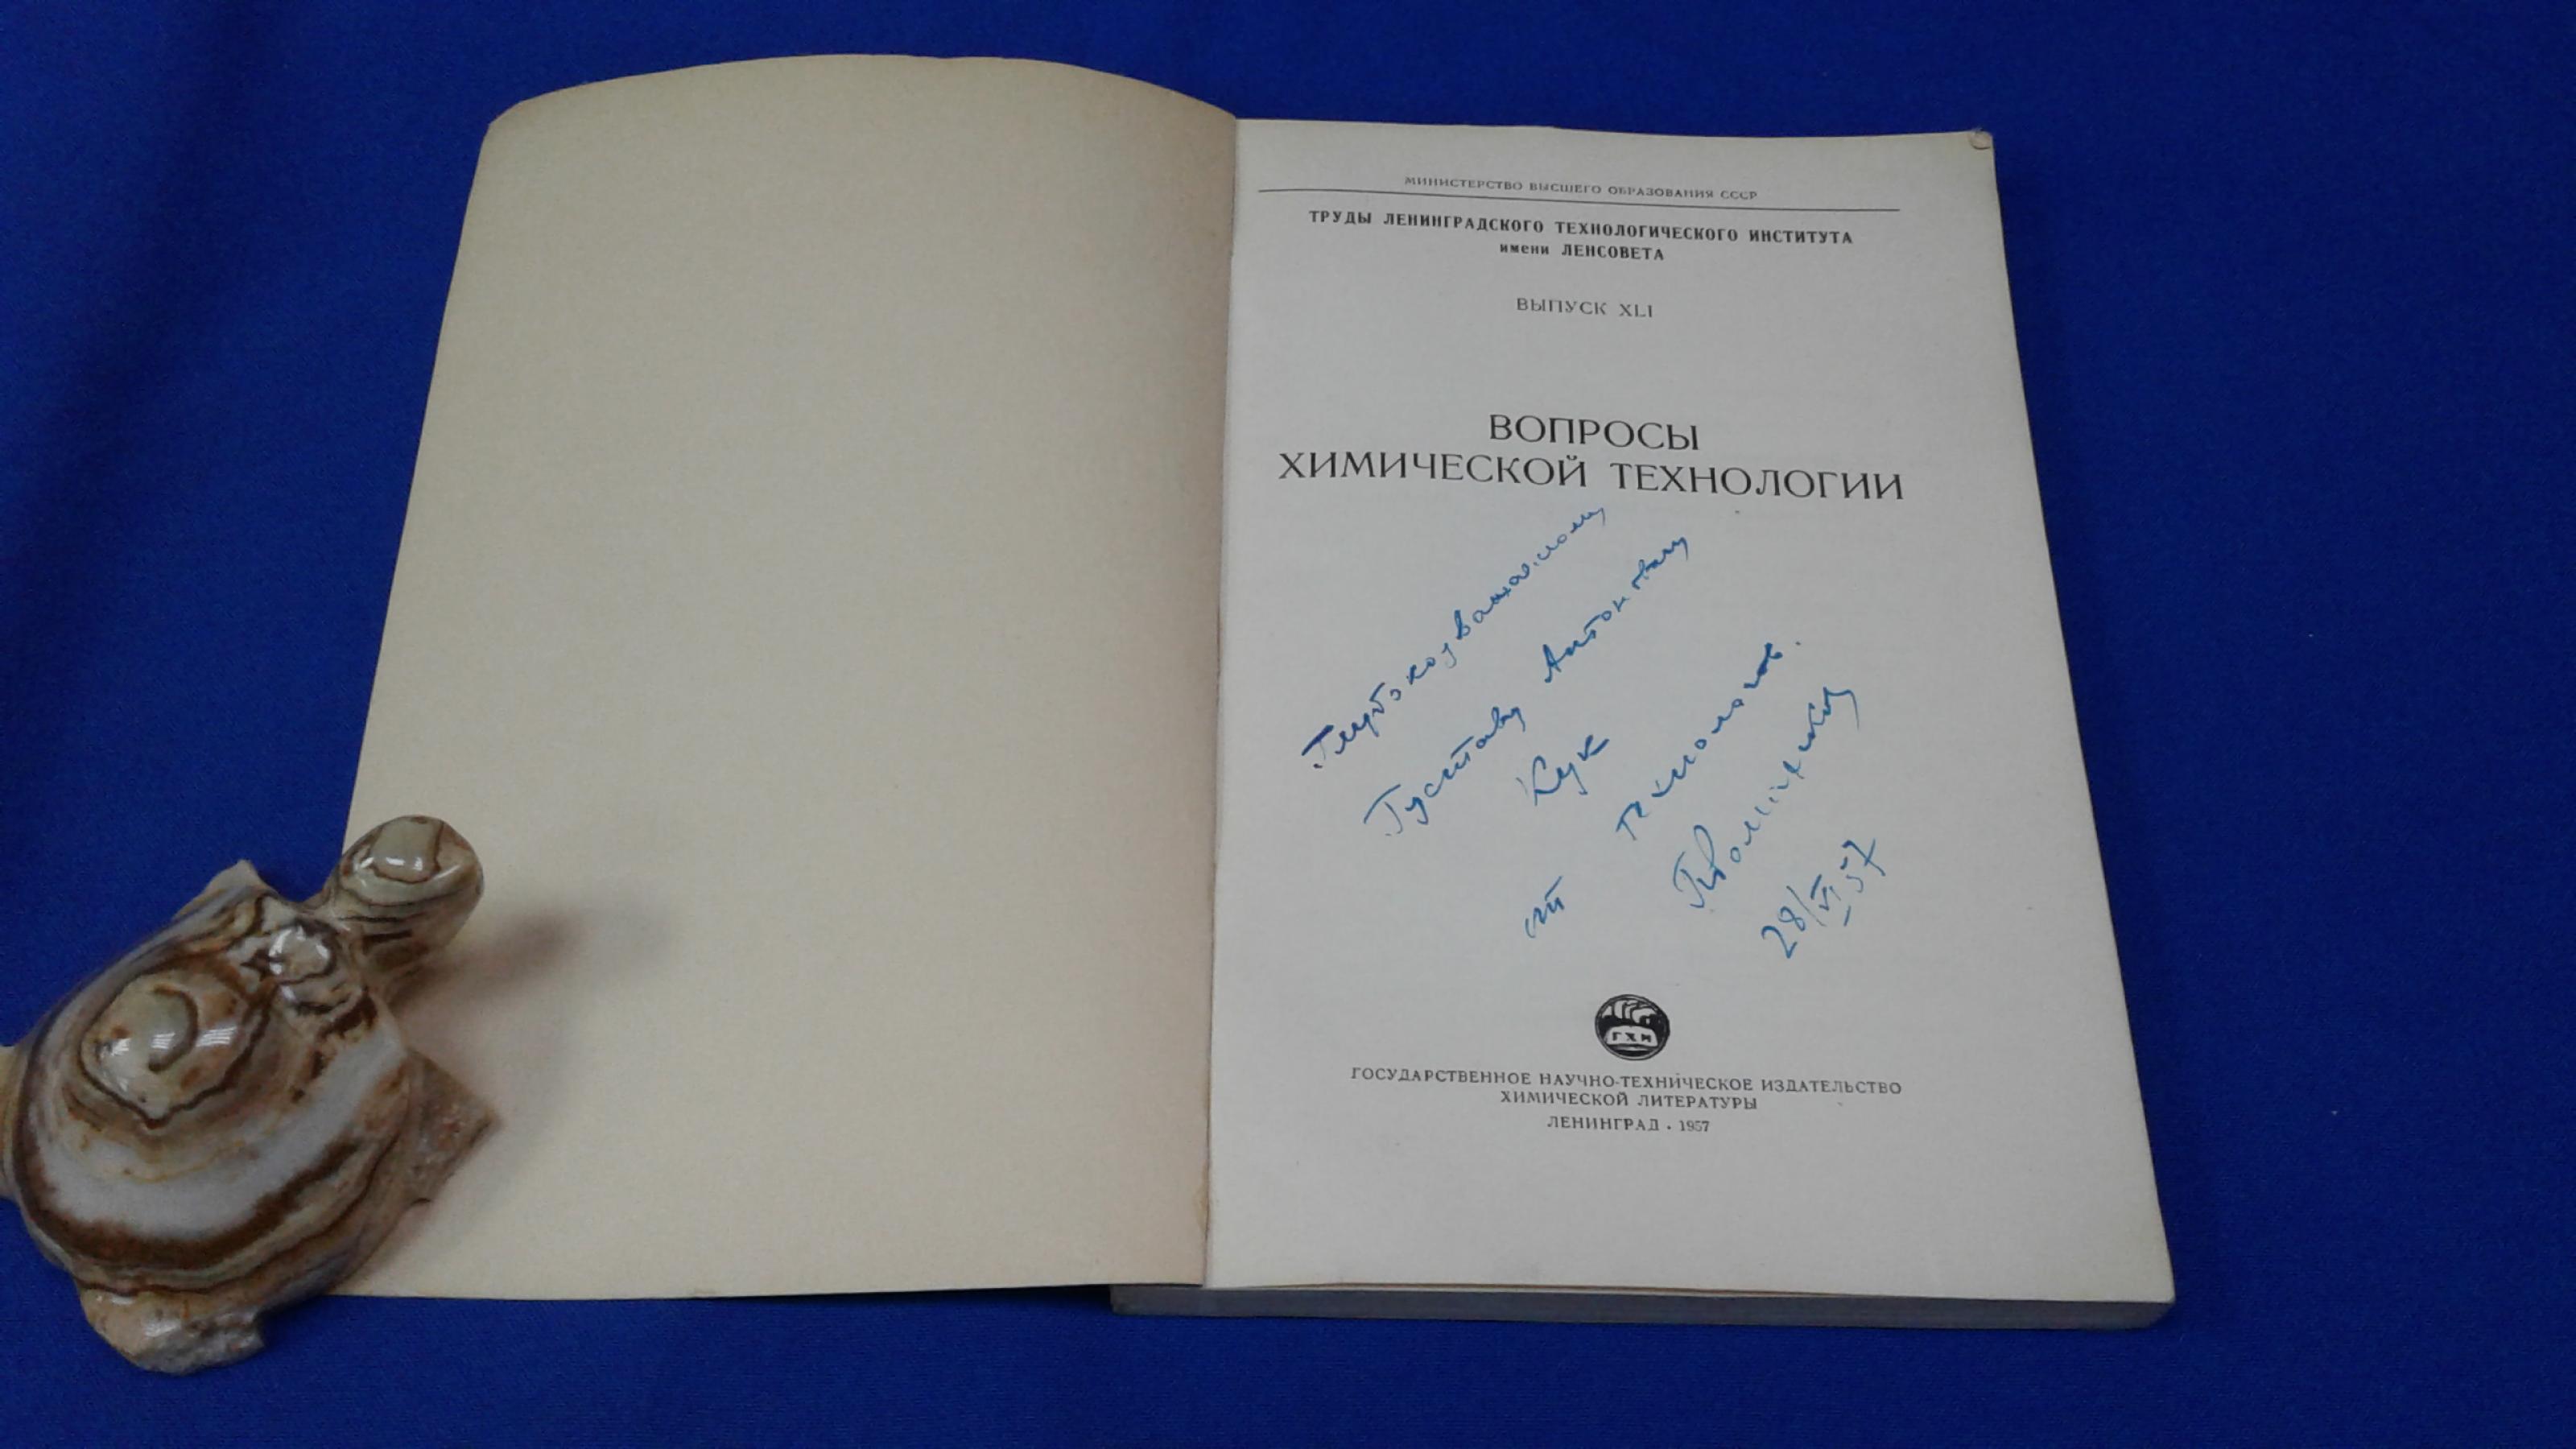 МИНИСТЕРСТВО ВЫСШЕГО ОБРАЗОВАНИЯ СССР
ТРУДЫ ЛЕНИНГРАДСКОГО ТЕХНОЛОГИЧЕСКОГО ИНСТИТУТА
имени ЛЕНСОВЕТА
ВЫПУСК XLI
ВОПРОСЫ
ХИМИЧЕСКОЙ ТЕХНОЛОГИИ
Глубокоуважаемому
Густаву Антоновичу
Кук
от
28/VI 57
ГХИ
ГОСУДАРСТВЕННОЕ НАУЧНО-ТЕХНИЧЕСКОЕ ИЗДАТЕЛЬСТВО
ХИМИЧЕСКОЙ ЛИТЕРАТУРЫ
ЛЕНИНГРАД • 1957